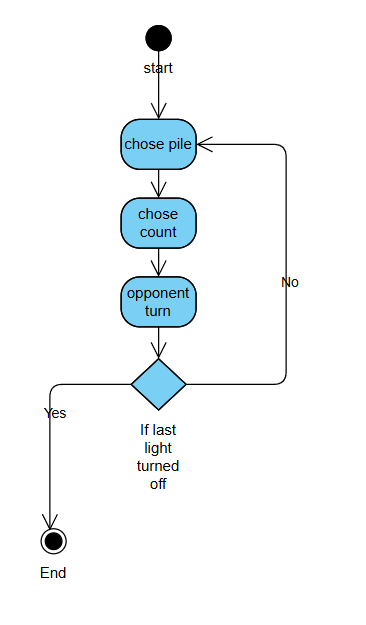 start
chose pile
chose
count
No
opponent
turn
Yes
If last
light
turned
off
End